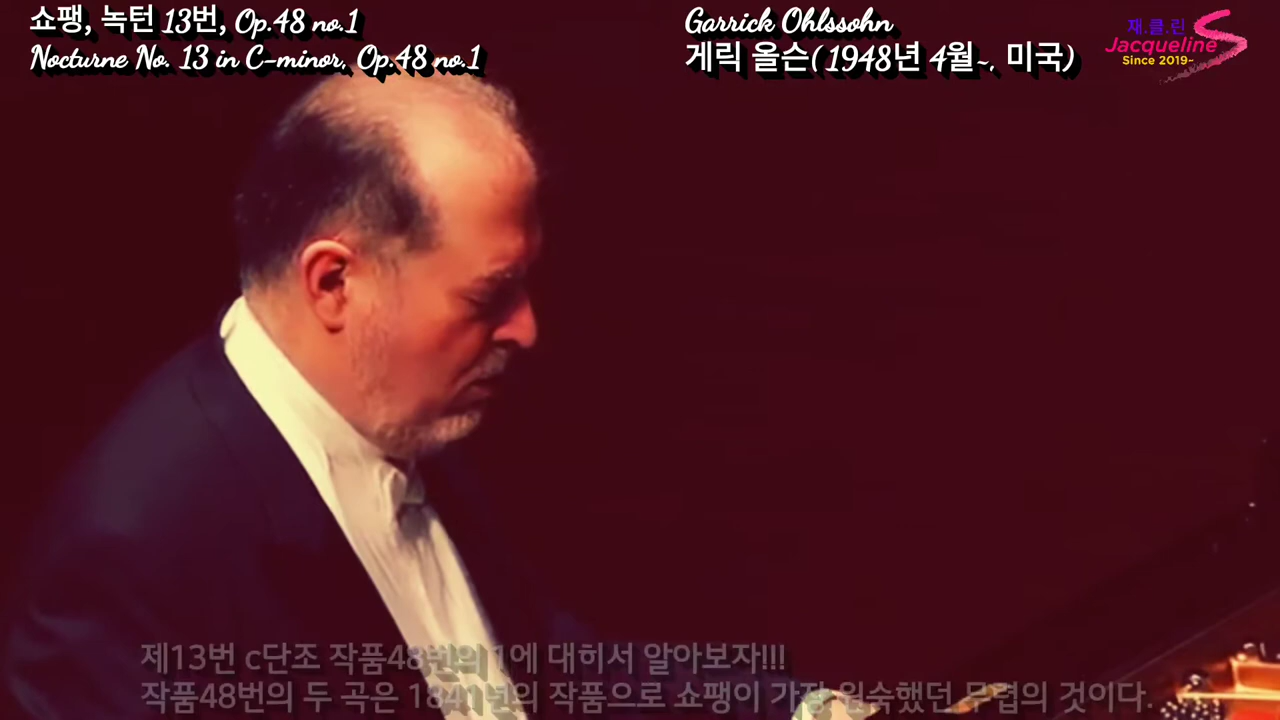 쇼팽, 녹턴 13번, Op.48 no.1
Nocturne No. 13 in C-minor, Op.48 no.1
Garrick Ohlssohn
게릭 올슨(1948년 4월~, 미국)
재.클.린
Jacqueline S
Since 2019~
제13번 c단조 작품48번의 1에 대히서 알아보자!!!
작품48번의 두 곡은 1841년의 작품으로 쇼팽이 가장 원숙했던 무렵의 것이다.